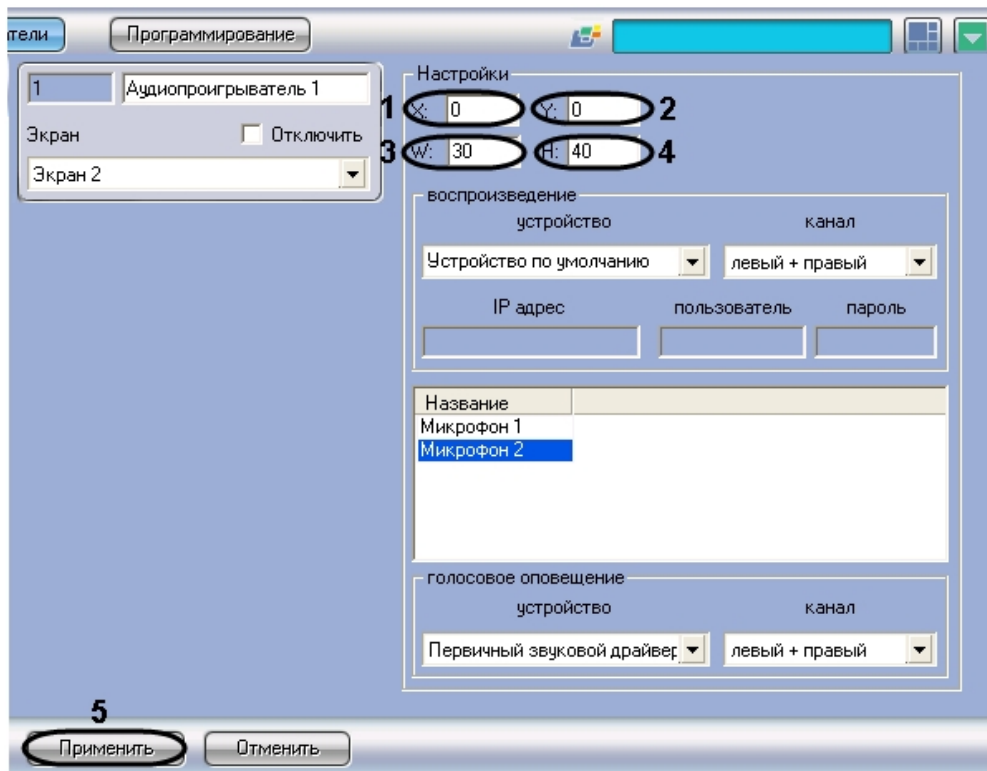 атели Программирование
1 Аудиопроигрыватель 1
Экран Отключить
Экран 2
Настройки
1 X: 0 Y: 0 2
3 W: 30 H: 40 4
воспроизведение
устройство канал
Устройство по умолчанию левый + правый
IP адрес пользователь пароль
Название
Микрофон 1
Микрофон 2
голосовое оповещение
устройство канал
Первичный звуковой драйвер левый + правый
5
Применить Отменить